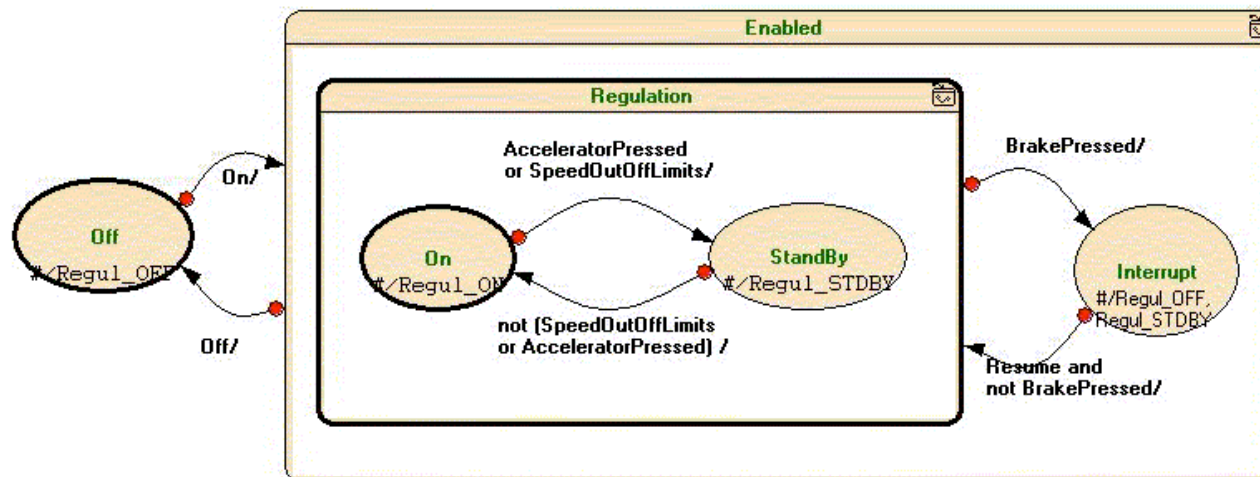 Enabled
Regulation
AcceleratorPressed
or SpeedOutOffLimits/
BrakePressed/
On/
Off
#/Regul_OFF
On
#/Regul_ON
StandBy
#/Regul_STDBY
Interrupt
#/Regul_OFF,
Regul_STDBY
not (SpeedOutOffLimits
or AcceleratorPressed) /
Off/
Resume and
not BrakePressed/